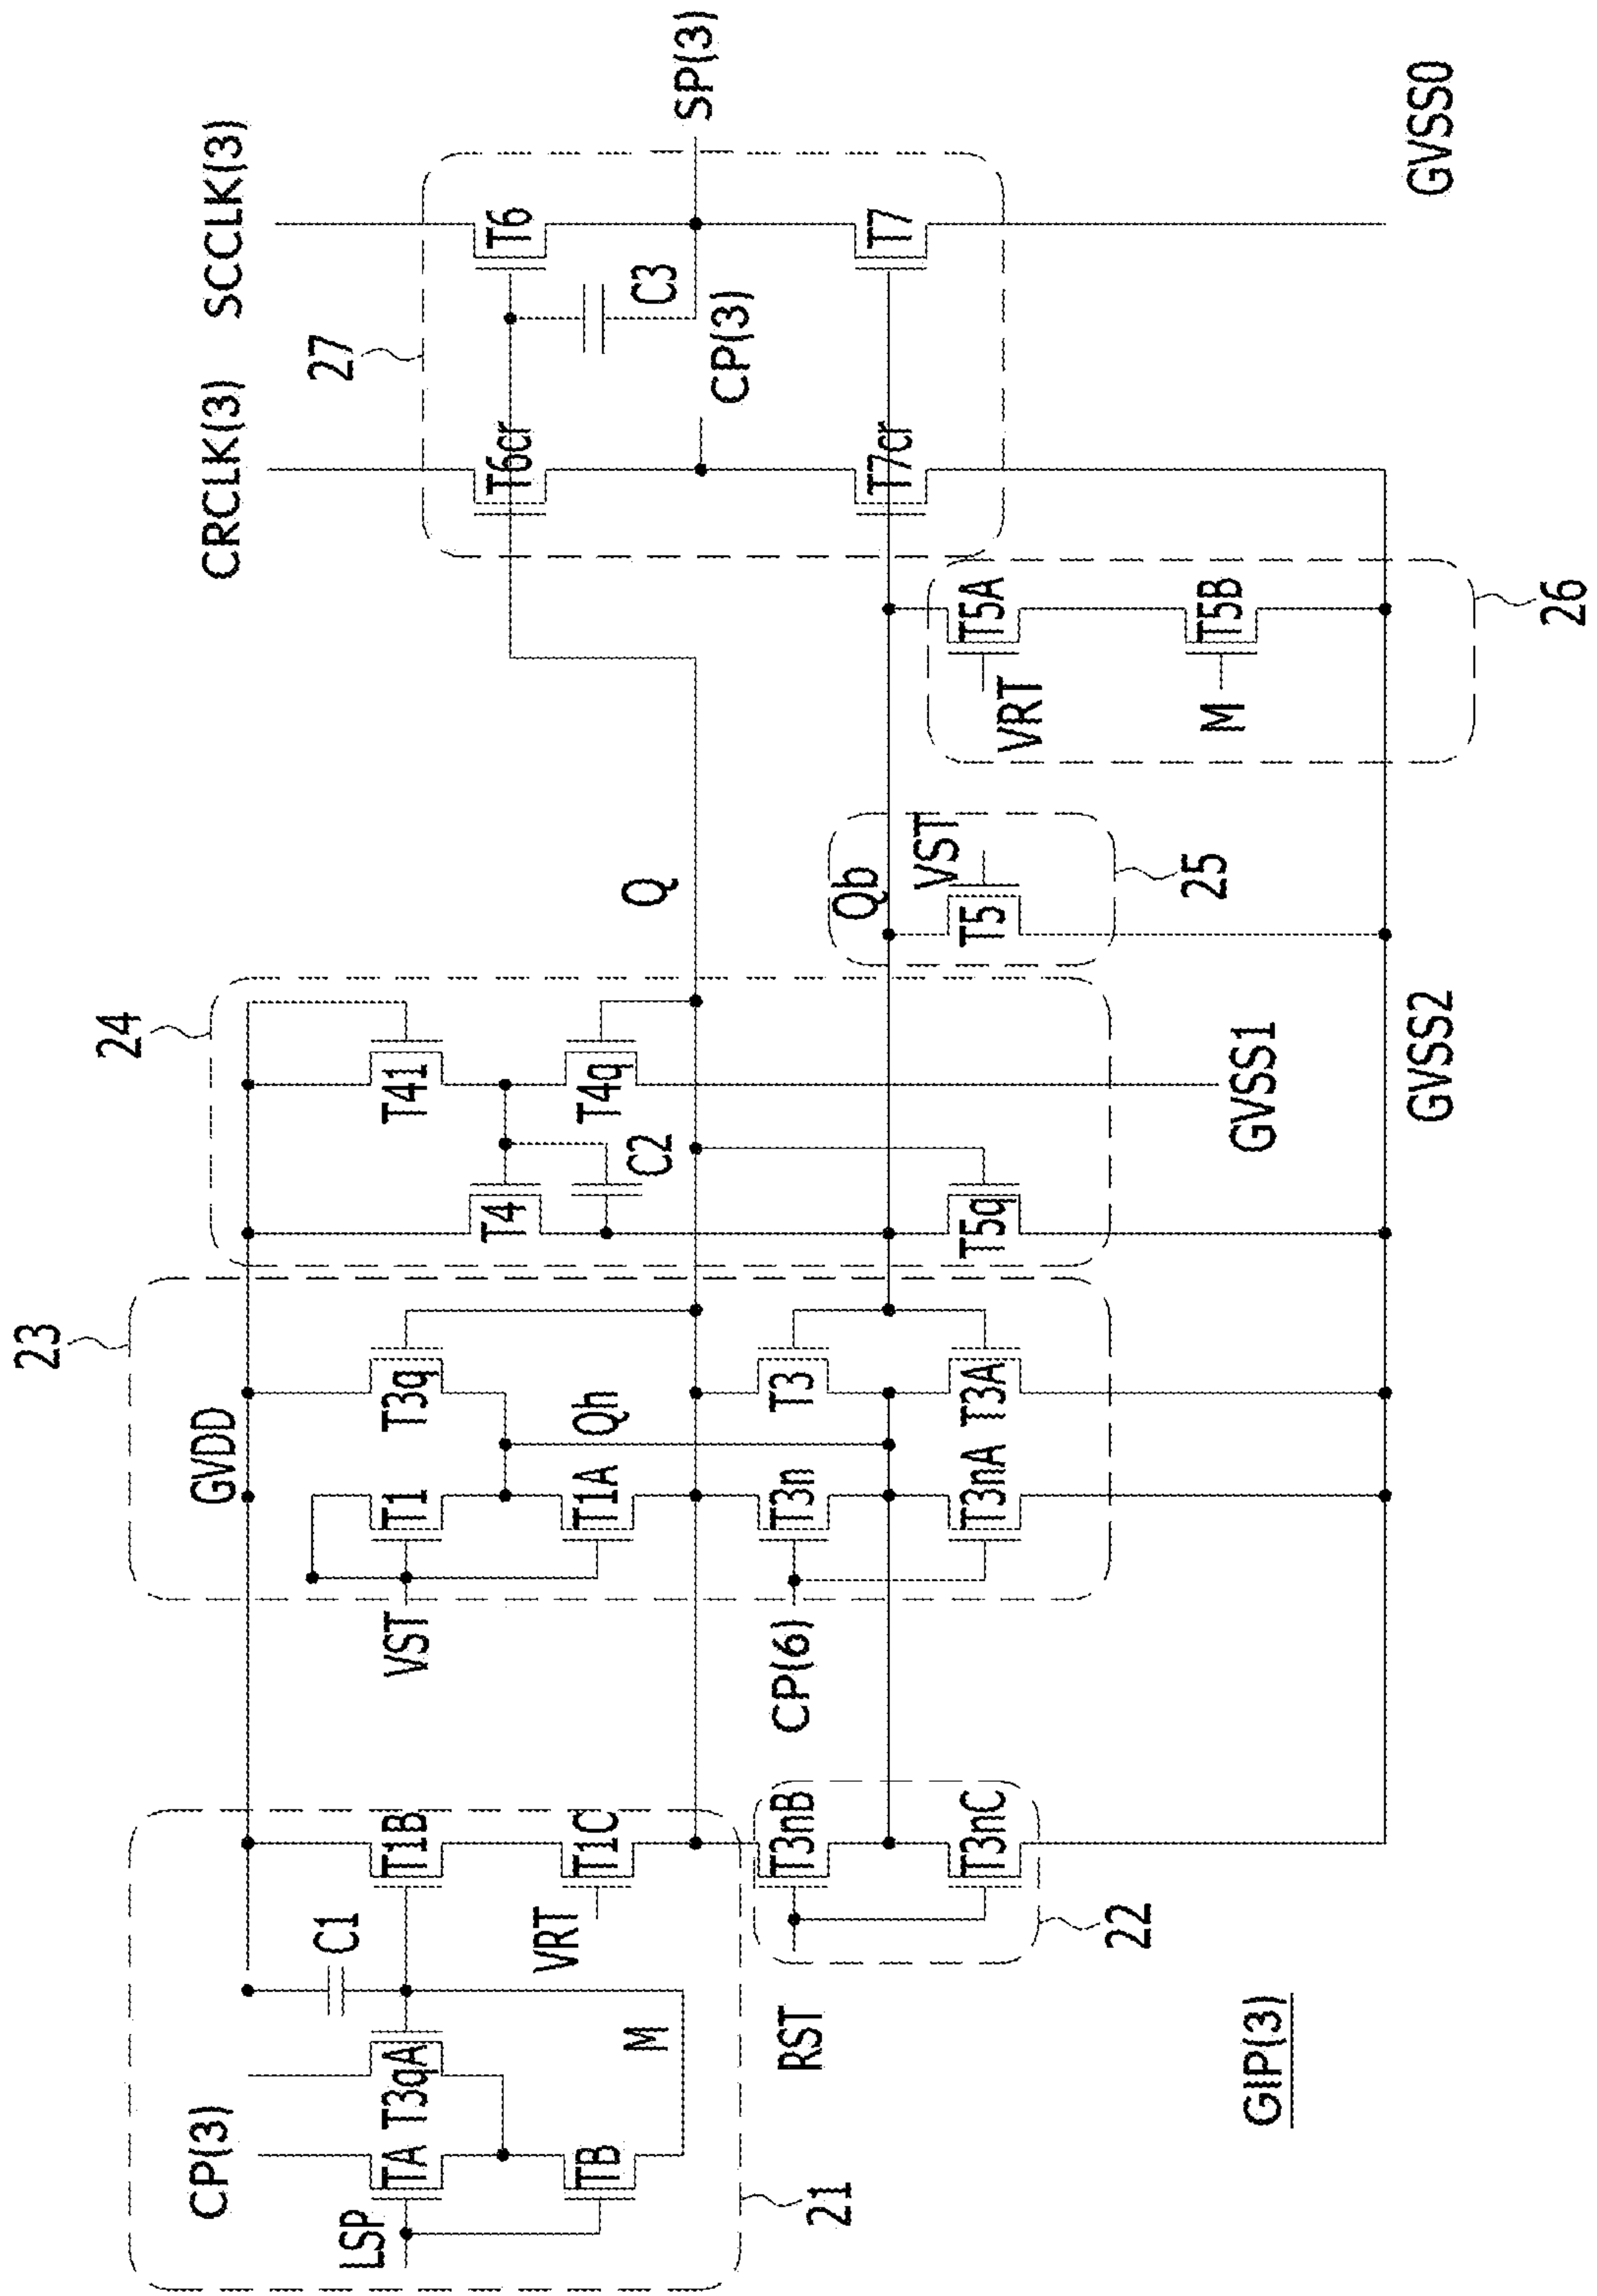 CRCLK(3) SCCLK(3)
27
T6cr T6
C3
SP(3)
CP(3)
T7cr T7
GVSS0
24
23
GVDD
T41
T4 T4q
C2
Q
T3q
T1
Qh
T1A
VST
T3n T3
T3nA T3A
CP(6)
T5q
Qb
VST
T5
25
T5A
VRT
T5B
M
26
GVSS1
GVSS2
CP(3)
C1
T1B
LSP
TA T3qA
TB
M
VRT
T1C
21
RST
T3nB
T3nC
22
GIP(3)